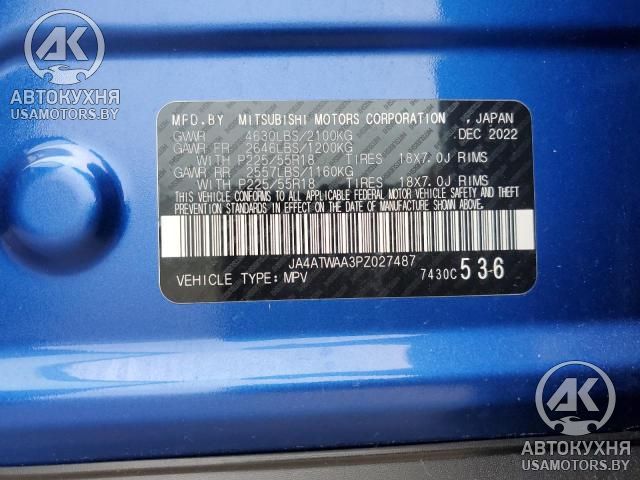 AK
АВТОКУХНЯ
USAMOTORS.BY
MFD.BY MITSUBISHI MOTORS CORPORATION , JAPAN
GVWR 4630LBS/2100KG DEC 2022
GAWR FR 2646LBS/1200KG
WITH P225/55R18 TIRES 18X7.0J RIMS
GAWR RR 2557LBS/1160KG
WITH P225/55R18 TIRES 18X7.0J RIMS
THIS VEHICLE CONFORMS TO ALL APPLICABLE FEDERAL MOTOR VEHICLE SAFETY AND THEFT
PREVENTION STANDARDS IN EFFECT ON THE DATE OF MANUFACTURE SHOWN ABOVE.
JA4ATWAA3PZ027487
VEHICLE TYPE: MPV 7430C 536
AK
АВТОКУХНЯ
USAMOTORS.BY